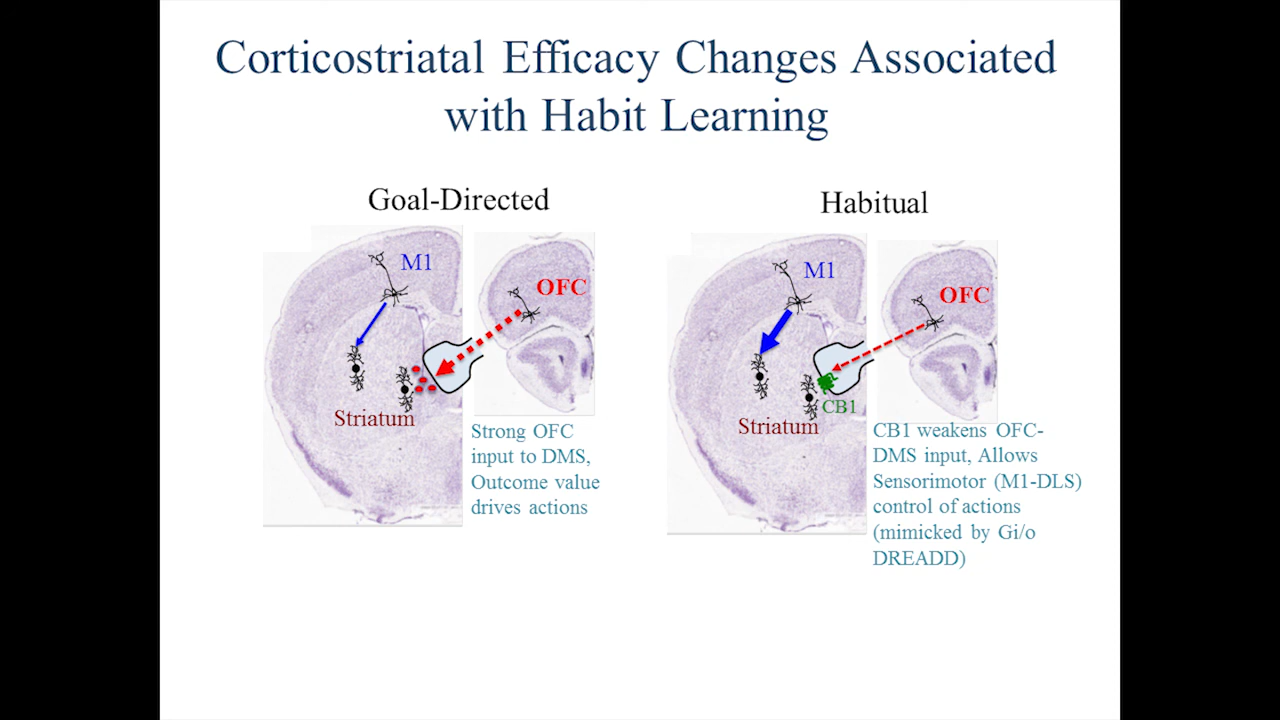 Corticostriatal Efficacy Changes Associated
with Habit Learning
Goal-Directed
M1
OFC
Striatum
Strong OFC
input to DMS,
Outcome value
drives actions
Habitual
M1
OFC
CB1
Striatum
CB1 weakens OFC-
DMS input, Allows
Sensorimotor (M1-DLS)
control of actions
(mimicked by Gi/o
DREADD)